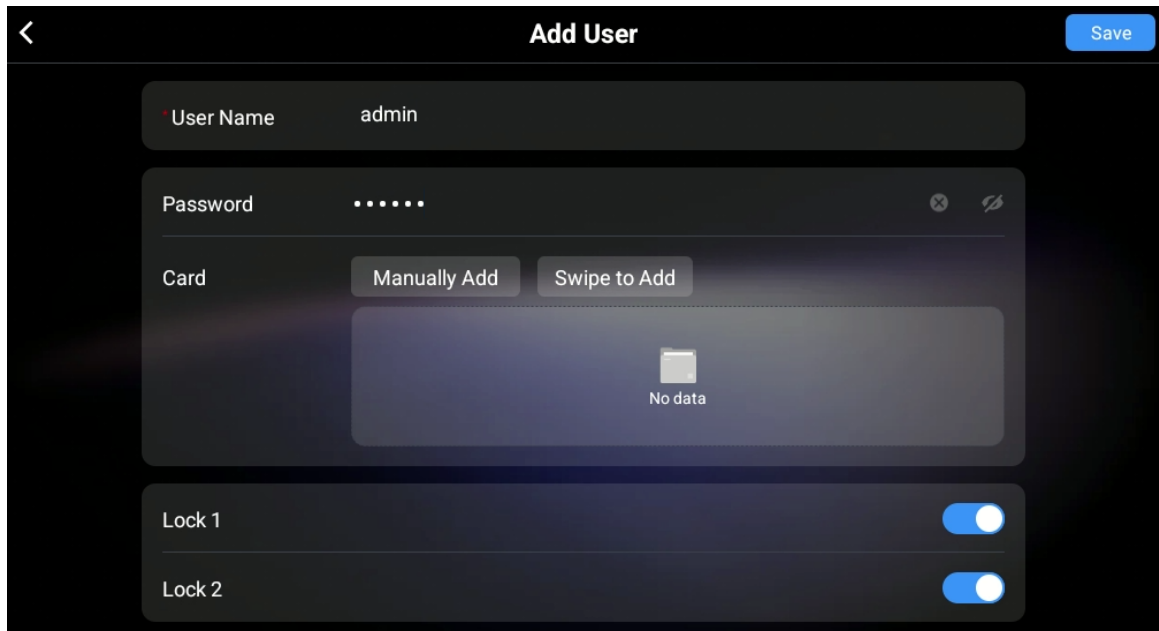 Add User
Save
*User Name
admin
Password
••••••
Card
Manually Add
Swipe to Add
No data
Lock 1
Lock 2